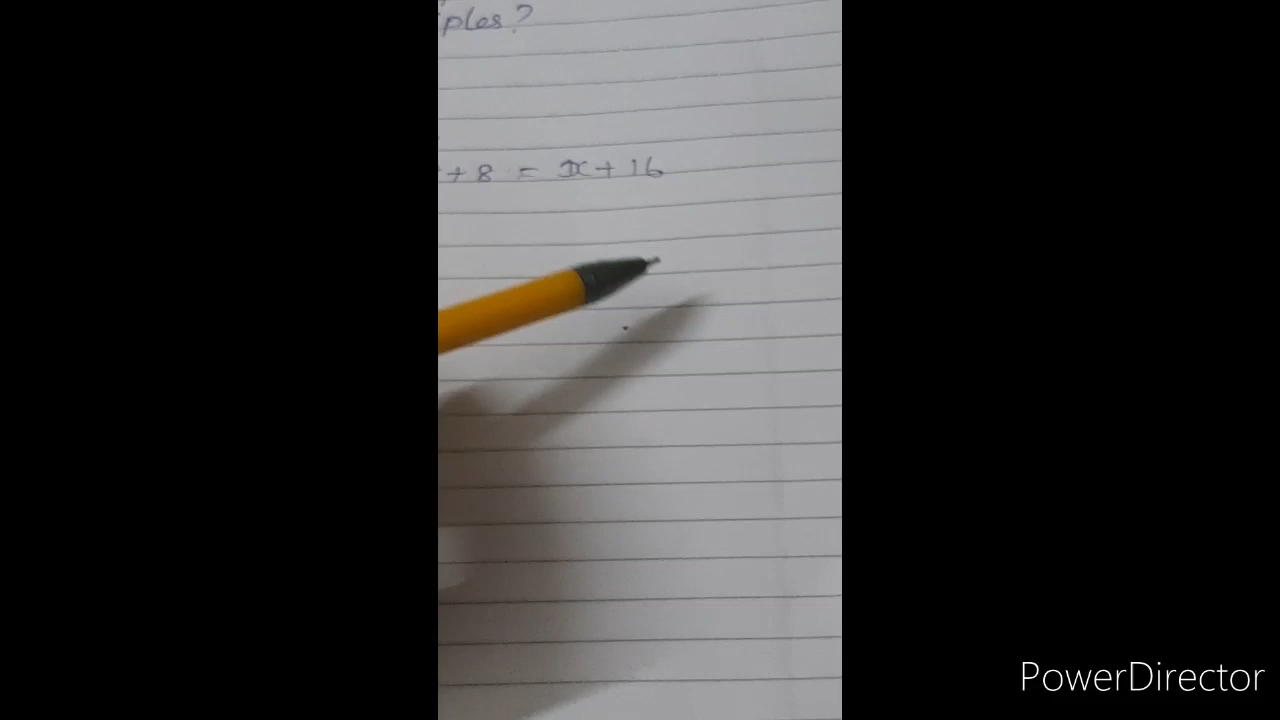 ples?
+ 8 = x + 16
PowerDirector